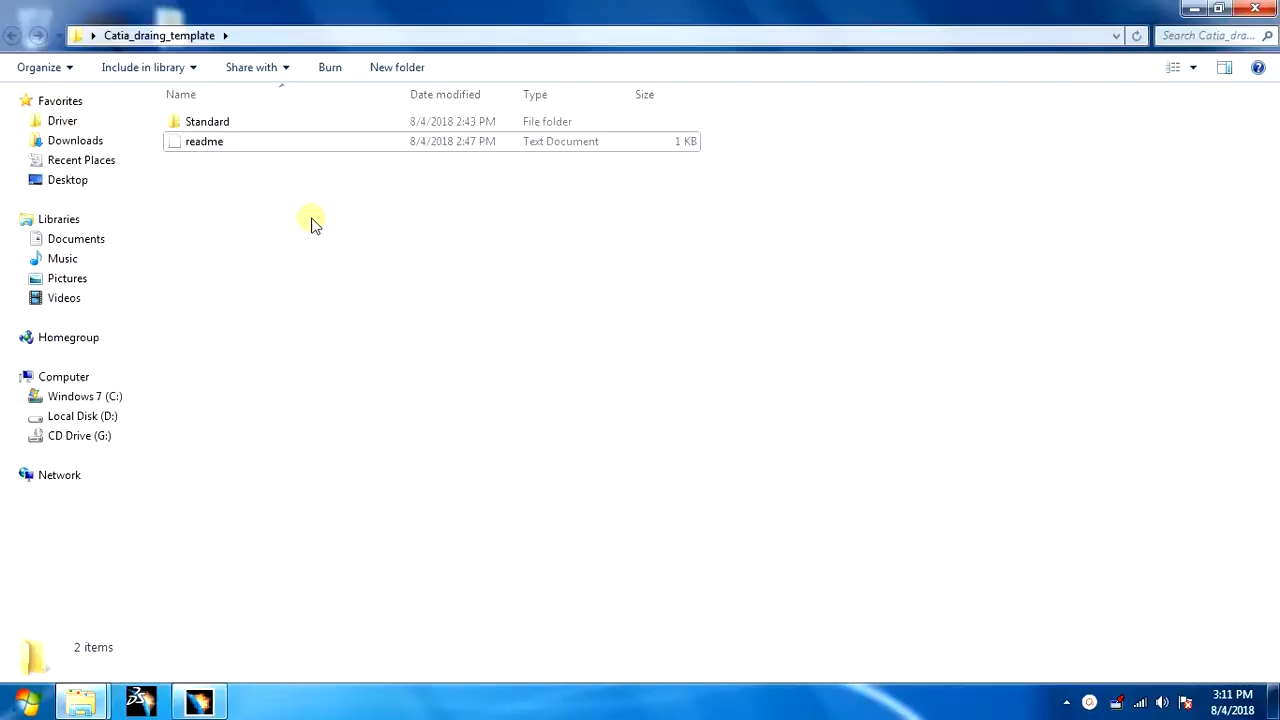 Catia_draing_template
Search Catia_dra...
Organize
Include in library
Share with
Burn
New folder
Name
Date modified
Type
Size
Standard
8/4/2018 2:43 PM
File folder
readme
8/4/2018 2:47 PM
Text Document
1 KB
Favorites
Driver
Downloads
Recent Places
Desktop
Libraries
Documents
Music
Pictures
Videos
Homegroup
Computer
Windows 7 (C:)
Local Disk (D:)
CD Drive (G:)
Network
2 items
3:11 PM
8/4/2018